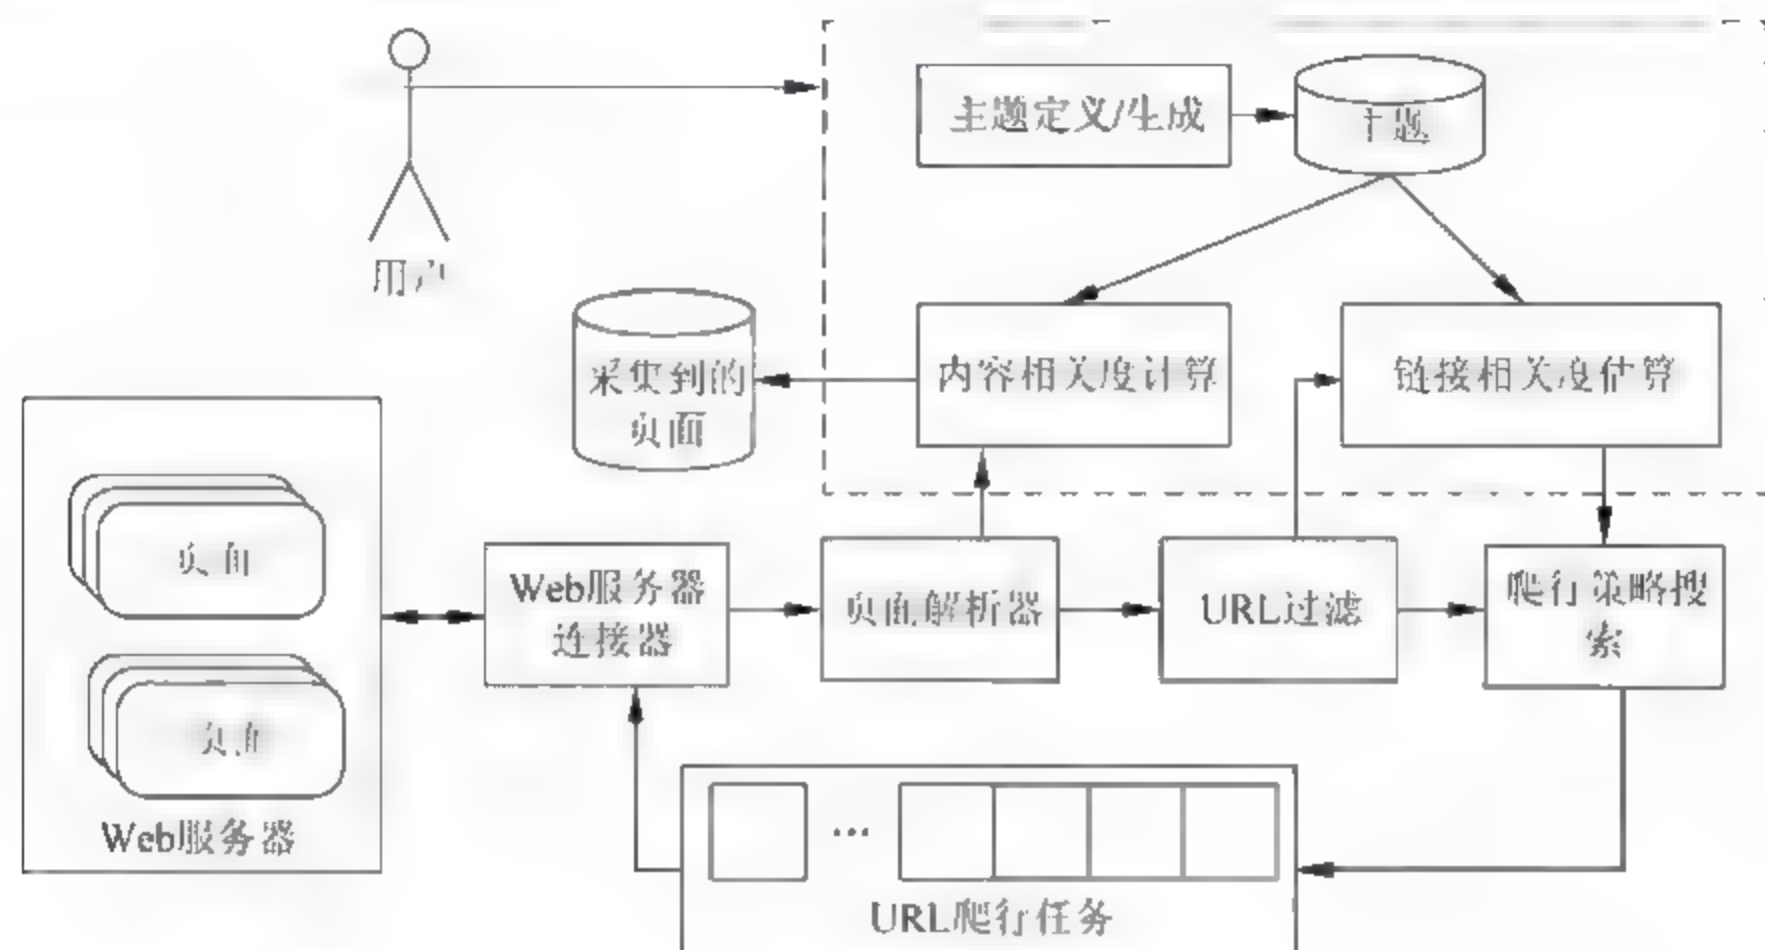 主题定义/生成
主题
用户
采集到的
页面
内容相关度计算
链接相关度估算
页面
Web服务器
连接器
页面解析器
URL过滤
爬行策略搜
索
页面
Web服务器
...
URL爬行任务